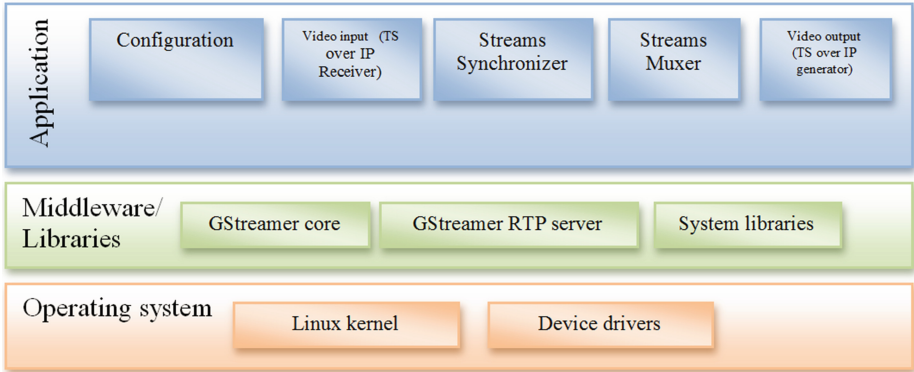 Application
Configuration
Video input (TS
over IP
Receiver)
Streams
Synchronizer
Streams
Muxer
Video output
(TS over IP
generator)
Middleware/
Libraries
GStreamer core
GStreamer RTP server
System libraries
Operating system
Linux kernel
Device drivers